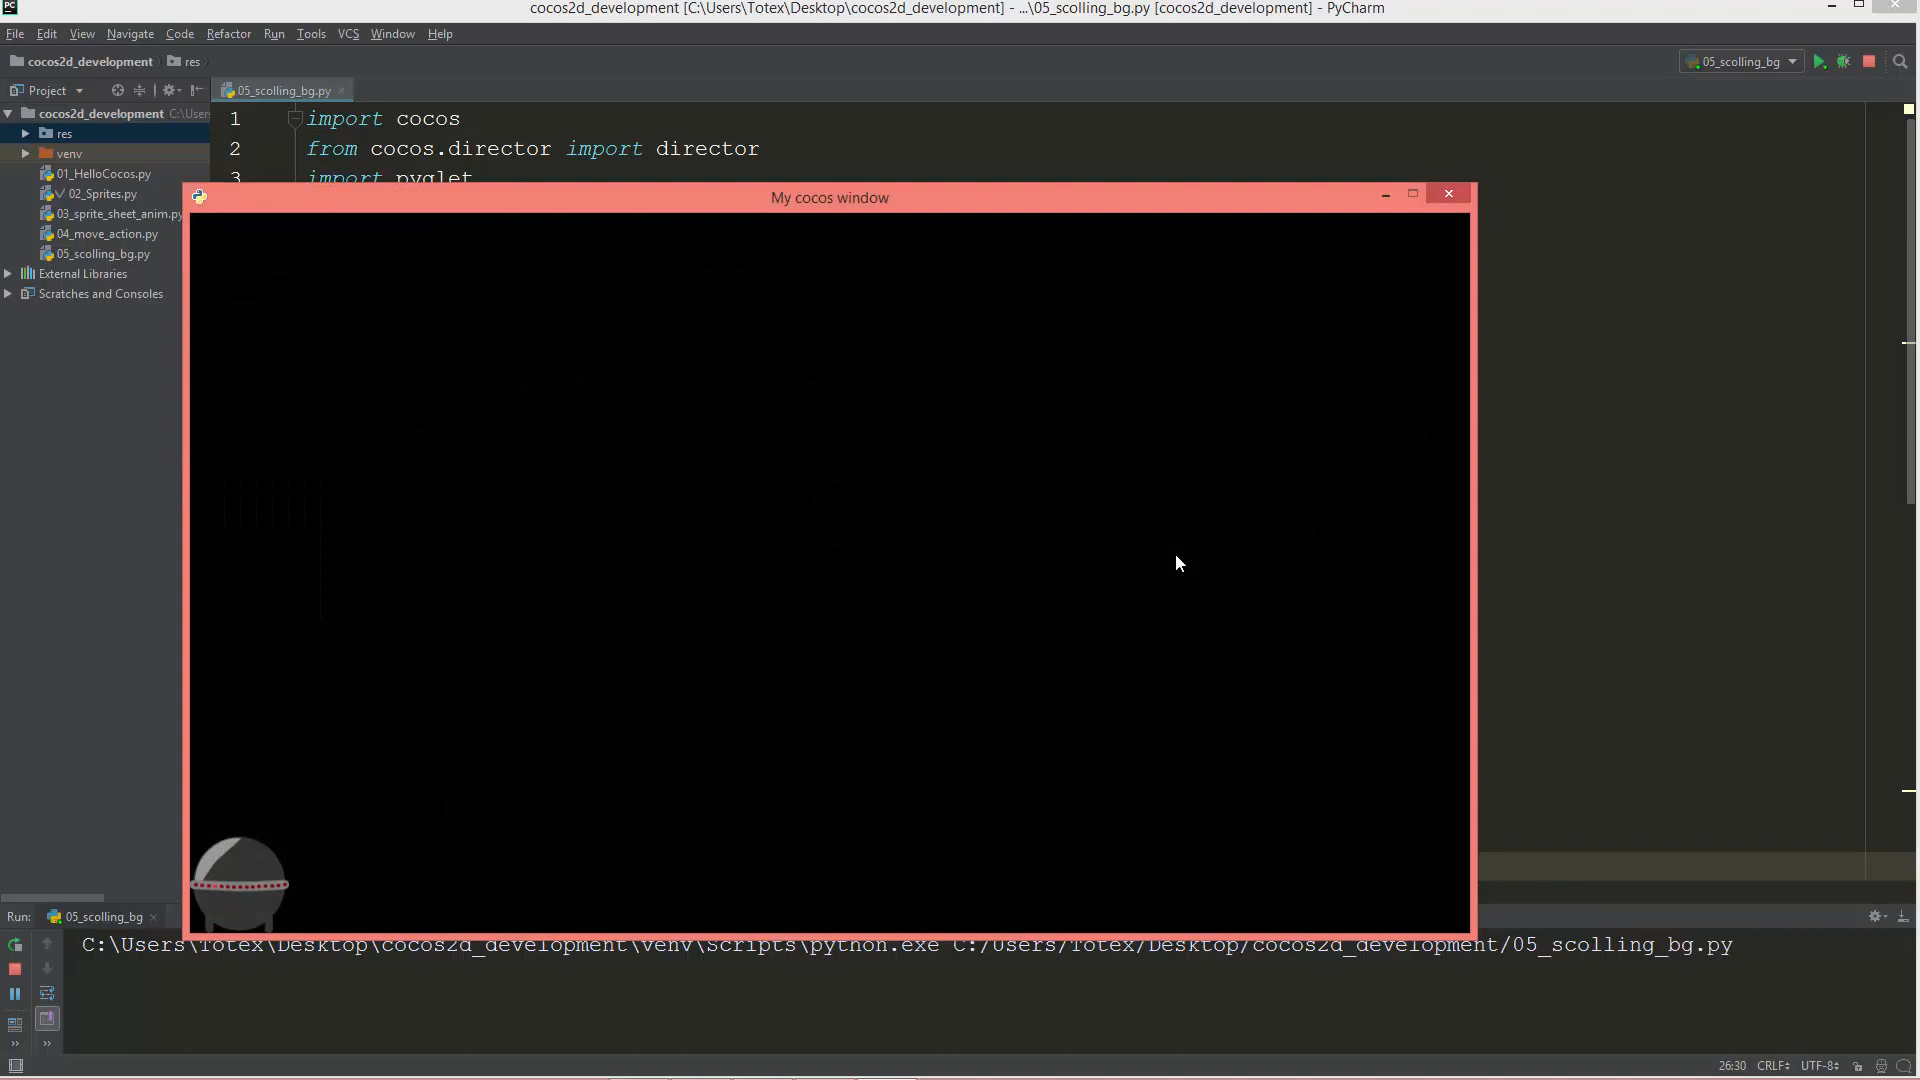 cocos2d_development [C:\Users\Totex\Desktop\cocos2d_development] - ...\05_scolling_bg.py [cocos2d_development] - PyCharm
File Edit View Navigate Code Refactor Run Tools VCS Window Help
cocos2d_development res 05_scolling_bg
Project 05_scolling_bg.py
cocos2d_development C:\User
1 import cocos
res
2 from cocos.director import director
venv
01_HelloCocos.py
3 import pyglet
02_Sprites.py
My cocos window
03_sprite_sheet_anim.py
04_move_action.py
05_scolling_bg.py
External Libraries
Scratches and Consoles
Run: 05_scolling_bg
C:\Users\Totex\Desktop\cocos2d_development\venv\Scripts\python.exe C:/Users/Totex/Desktop/cocos2d_development/05_scolling_bg.py
26:30 CRLF UTF-8